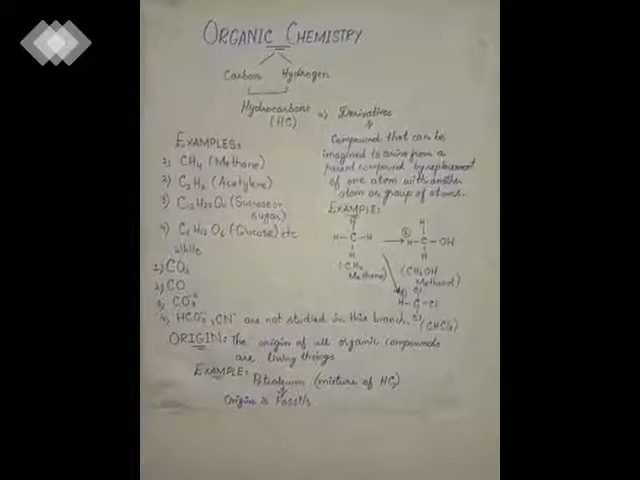 ORGANIC CHEMISTRY
Carbon Hydrogen
Hydrocarbons => Derivatives
(HC)
EXAMPLES:
1) CH4 (Methane)
2) C2H2 (Acetylene)
3) C12H22O11 (Sucrose or
sugar)
4) C6H12O6 (Glucose) etc
while
1) CO2
2) CO
3) CO3-2
4) HCO3-, CN- are not studied in this branch.
Compound that can be
imagined to arise from a
parent compound by replacement
of one atom with another
atom or group of atoms.
EXAMPLE:
H
H-C-H
H
(CH4
Methane)
H
H-C-OH
H
(CH3OH
Methanol)
Cl
H-C-Cl
Cl
(CHCl3)
ORIGIN: The origin of all organic compounds
are living things
EXAMPLE:
Petroleum (mixture of HC)
Origin is Fossils